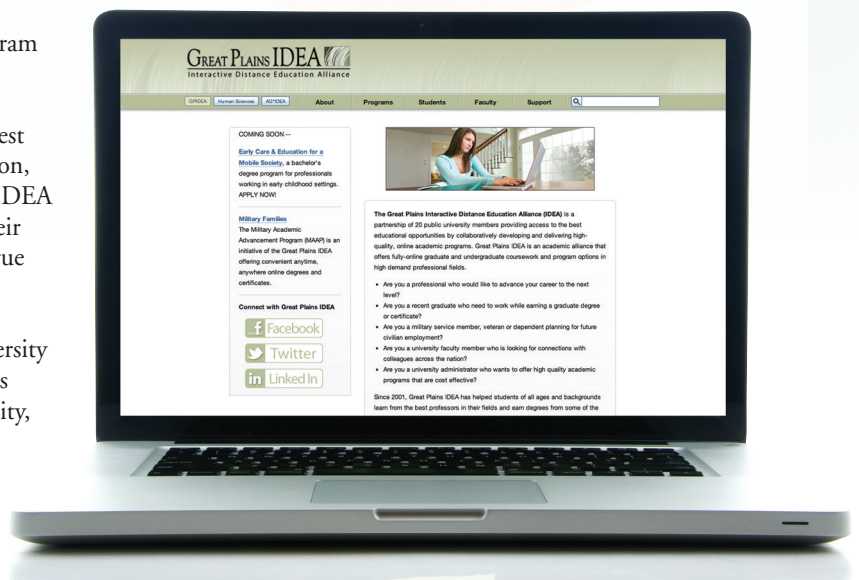 ram
est
on,
IDEA
eir
rue
ersity
s
ity,
GREAT PLAINS IDEA
Interactive Distance Education Alliance
GPIDEA Human Sciences AG*IDEA About Programs Students Faculty Support
COMING SOON --
Early Care & Education for a
Mobile Society, a bachelor's
degree program for professionals
working in early childhood settings.
APPLY NOW!
Military Families
The Military Academic
Advancement Program (MAAP) is an
initiative of the Great Plains IDEA
offering convenient anytime,
anywhere online degrees and
certificates.
Connect with Great Plains IDEA
f Facebook
Twitter
in Linked In
The Great Plains Interactive Distance Education Alliance (IDEA) is a
partnership of 20 public university members providing access to the best
educational opportunities by collaboratively developing and delivering high-
quality, online academic programs. Great Plains IDEA is an academic alliance that
offers fully-online graduate and undergraduate coursework and program options in
high demand professional fields.
• Are you a professional who would like to advance your career to the next
level?
• Are you a recent graduate who need to work while earning a graduate degree
or certificate?
• Are you a military service member, veteran or dependent planning for future
civilian employment?
• Are you a university faculty member who is looking for connections with
colleagues across the nation?
• Are you a university administrator who wants to offer high quality academic
programs that are cost effective?
Since 2001, Great Plains IDEA has helped students of all ages and backgrounds
learn from the best professors in their fields and earn degrees from some of the